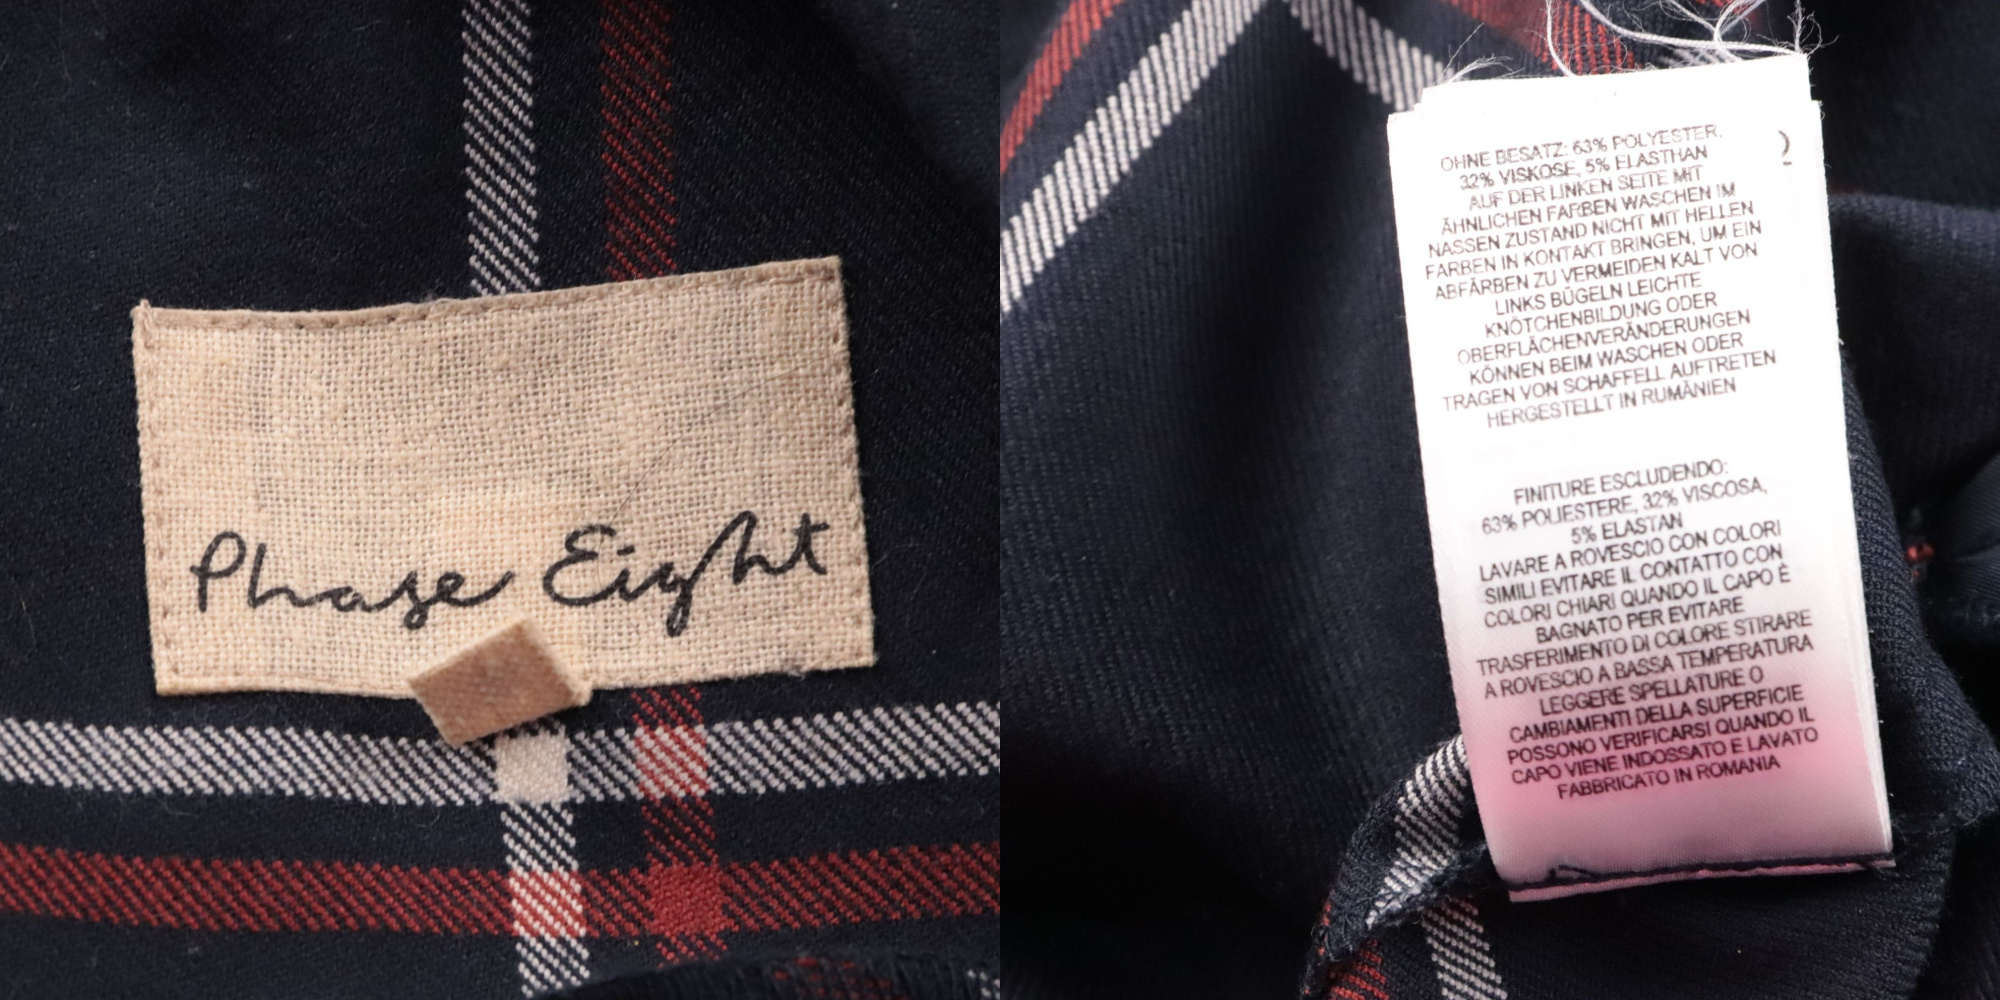 Phase Eight
OHNE BESATZ: 63% POLYESTER,
32% VISKOSE, 5% ELASTHAN
AUF DER LINKEN SEITE MIT
ÄHNLICHEN FARBEN WASCHEN IM
NASSEN ZUSTAND NICHT MIT HELLEN
FARBEN IN KONTAKT BRINGEN, UM EIN
ABFÄRBEN ZU VERMEIDEN KALT VON
LINKS BÜGELN LEICHTE
KNÖTCHENBILDUNG ODER
OBERFLÄCHENVERÄNDERUNGEN
KÖNNEN BEIM WASCHEN ODER
TRAGEN VON SCHAFFELL AUFTRETEN
HERGESTELLT IN RUMÄNIEN
FINITURE ESCLUDENDO:
63% POLIESTERE, 32% VISCOSA,
5% ELASTAN
LAVARE A ROVESCIO CON COLORI
SIMILI EVITARE IL CONTATTO CON
COLORI CHIARI QUANDO IL CAPO È
BAGNATO PER EVITARE
TRASFERIMENTO DI COLORE STIRARE
A ROVESCIO A BASSA TEMPERATURA
LEGGERE SPELLATURE O
CAMBIAMENTI DELLA SUPERFICIE
POSSONO VERIFICARSI QUANDO IL
CAPO VIENE INDOSSATO E LAVATO
FABBRICATO IN ROMANIA